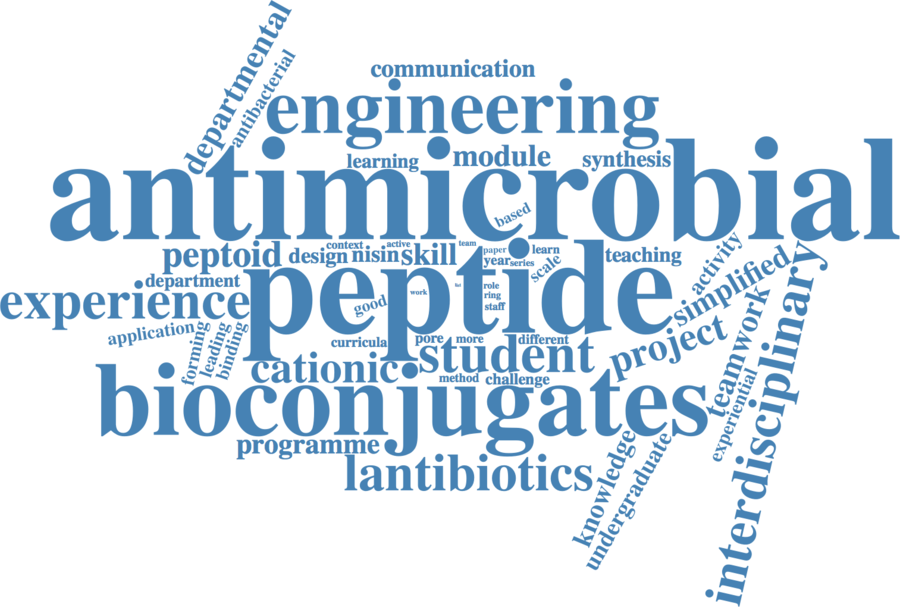 departmental
antibacterial
communication
engineering
learning
module
synthesis
antimicrobial
based
peptoid
design
context
nisin
active
skill
team
paper
year
series
learn
scale
teaching
activity
simplified
interdisciplinary
department
experience
peptide
good
work
role
ring
staff
application
forming
leading
binding
curricula
pore
more
different
student
project
teamwork
experiential
cationic
method
challenge
bioconjugates
programme
lantibiotics
knowledge
undergraduate